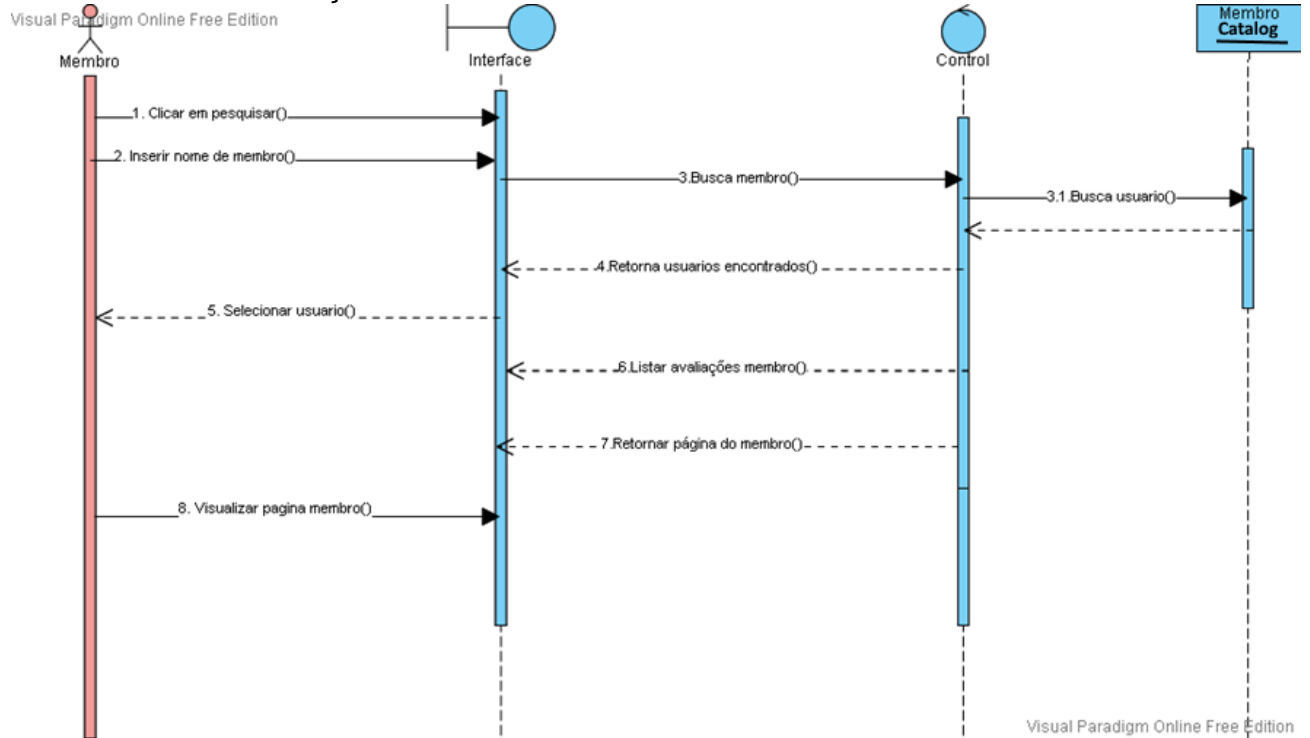 Visual Paradigm Online Free Edition
Membro
Interface
Control
Membro
Catalog
1. Clicar em pesquisar()
2. Inserir nome de membro()
3.Busca membro()
3.1.Busca usuario()
4.Retorna usuarios encontrados()
5. Selecionar usuario()
6.Listar avaliações membro()
7.Retornar página do membro()
8. Visualizar pagina membro()
Visual Paradigm Online Free Edition